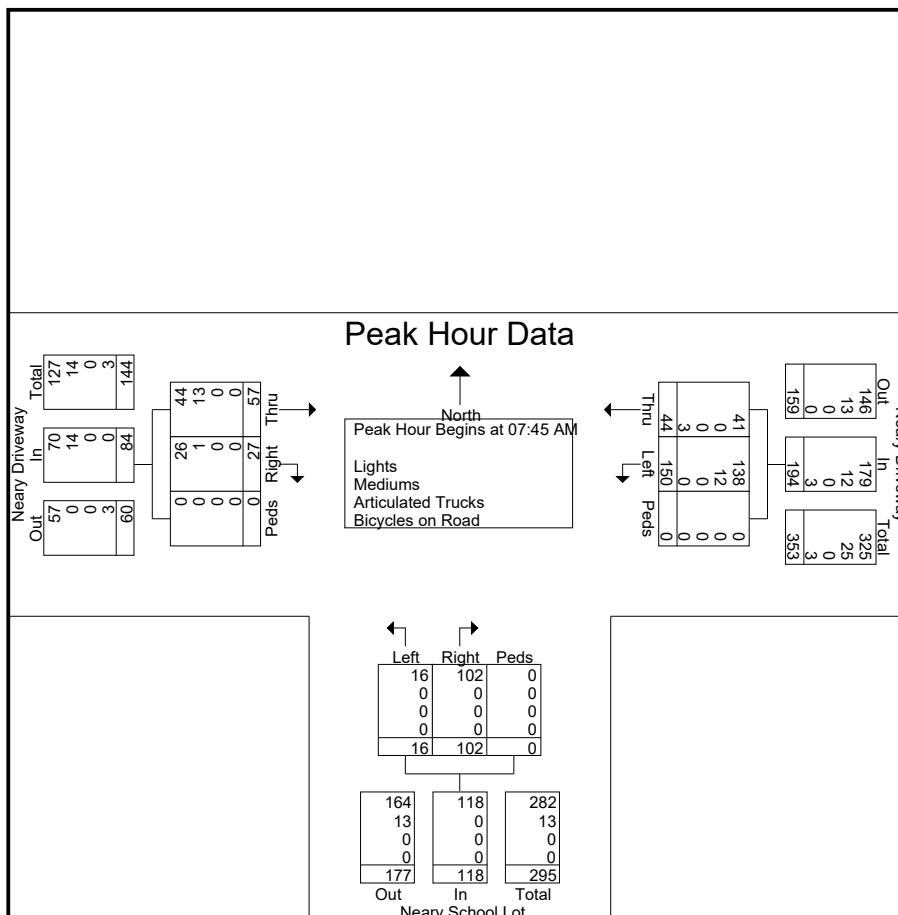 Peak Hour Data
North
Peak Hour Begins at 07:45 AM
Lights
Mediums
Articulated Trucks
Bicycles on Road
Neary Driveway
Total
127
14
0
3
144
In
70
14
0
0
84
Out
57
0
0
3
60
Thru
44
13
0
0
57
Right
26
1
0
0
27
Peds
0
0
0
0
0
Thru
41
0
0
3
44
Left
138
12
0
0
150
Peds
0
0
0
0
0
Out
146
13
0
0
159
In
179
12
0
3
194
Total
325
25
0
3
353
Neary Driveway
Left Right Peds
16 102 0
0 0 0
0 0 0
0 0 0
16 102 0
164 118 282
13 0 13
0 0 0
0 0 0
177 118 295
Out In Total
Neary School Lot